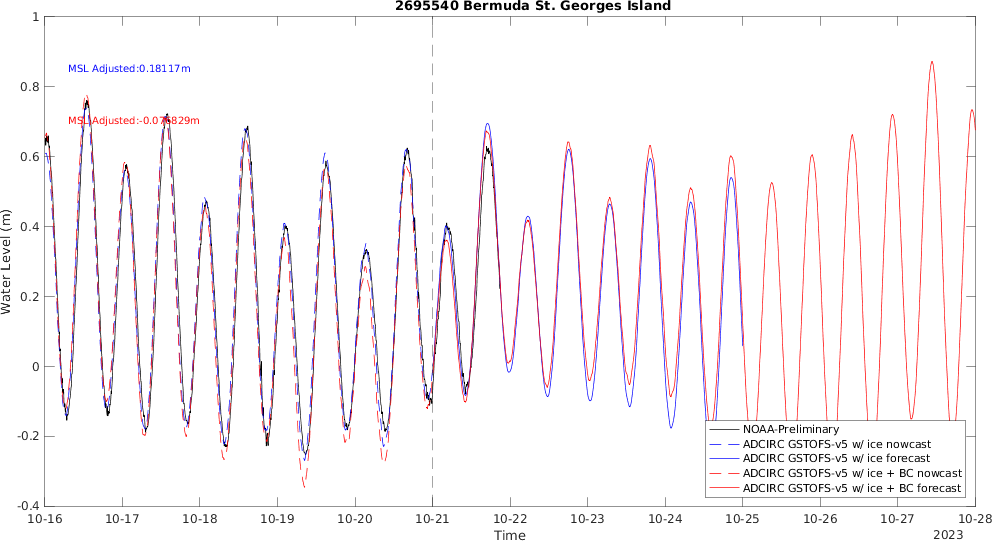 2695540 Bermuda St. Georges Island
1
0.8
0.6
0.4
0.2
0
-0.2
-0.4
Water Level (m)
MSL Adjusted:0.18117m
MSL Adjusted:-0.076829m
NOAA-Preliminary
ADCIRC GSTOFS-v5 w/ ice nowcast
ADCIRC GSTOFS-v5 w/ ice forecast
ADCIRC GSTOFS-v5 w/ ice + BC nowcast
ADCIRC GSTOFS-v5 w/ ice + BC forecast
10-16 10-17 10-18 10-19 10-20 10-21 10-22 10-23 10-24 10-25 10-26 10-27 10-28
Time
2023